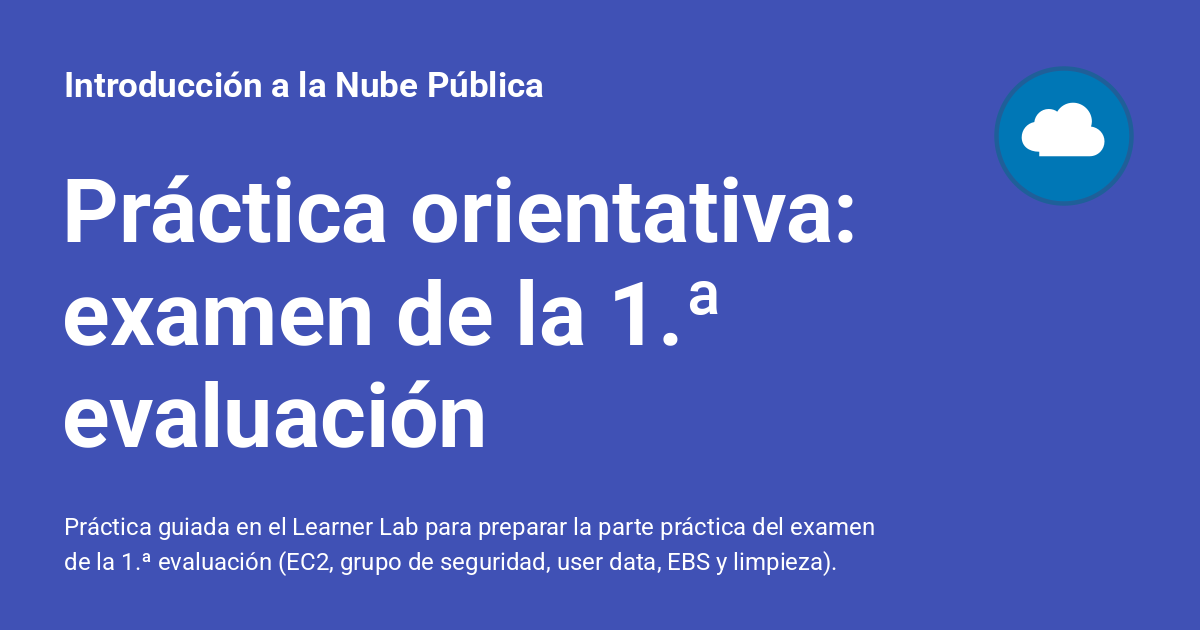 Introducción a la Nube Pública
Práctica orientativa:
examen de la 1.ª
evaluación
Práctica guiada en el Learner Lab para preparar la parte práctica del examen
de la 1.ª evaluación (EC2, grupo de seguridad, user data, EBS y limpieza).